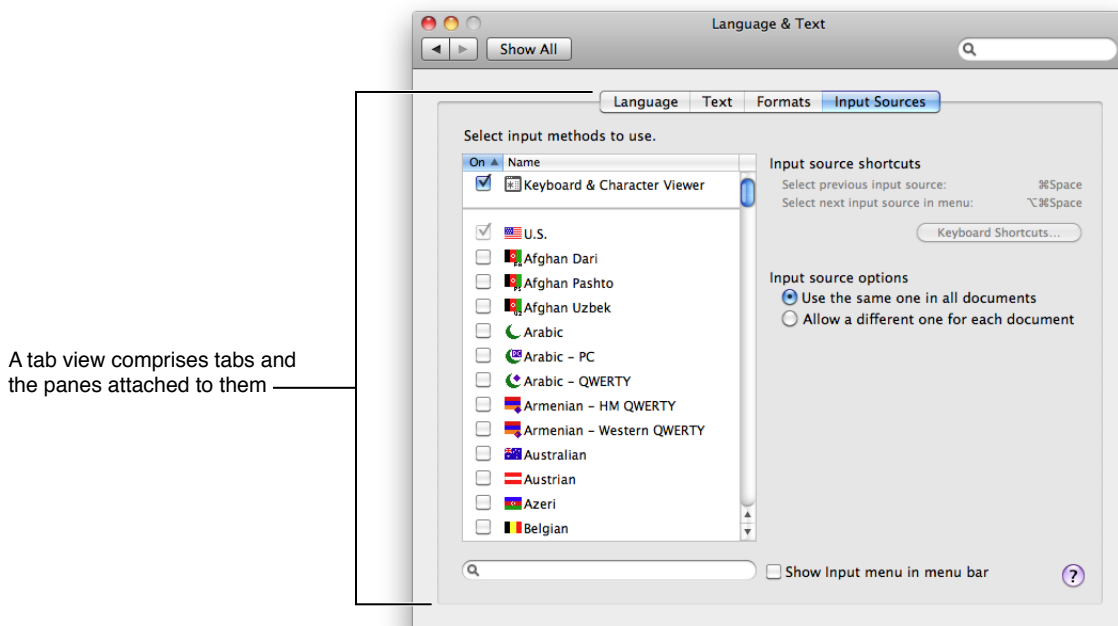 Language & Text
Show All
Language Text Formats Input Sources
Select input methods to use.
On Name
Keyboard & Character Viewer
U.S.
Afghan Dari
Afghan Pashto
Afghan Uzbek
Arabic
Arabic – PC
Arabic – QWERTY
Armenian – HM QWERTY
Armenian – Western QWERTY
Australian
Austrian
Azeri
Belgian
Input source shortcuts
Select previous input source: ⌘Space
Select next input source in menu: ⌥⌘Space
Keyboard Shortcuts...
Input source options
Use the same one in all documents
Allow a different one for each document
Show Input menu in menu bar
?
A tab view comprises tabs and
the panes attached to them